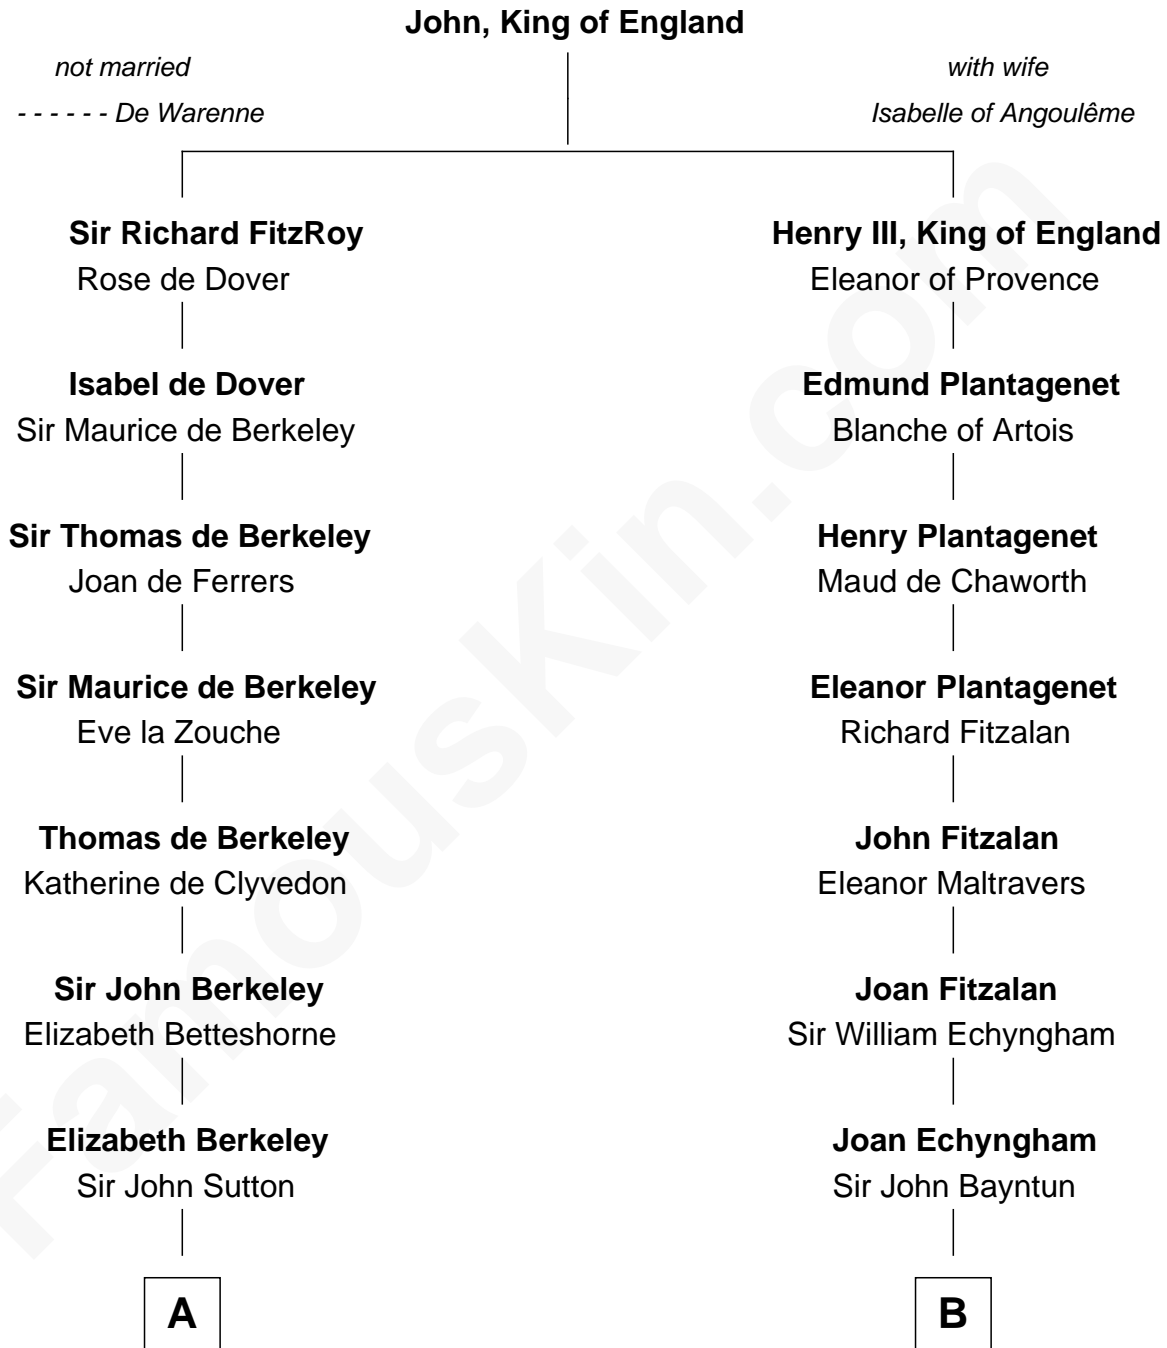 John, King of England
not married
with wife
- - - - - - De Warenne
Isabelle of Angoulême
Sir Richard FitzRoy
Rose de Dover
Henry III, King of England
Eleanor of Provence
Isabel de Dover
Sir Maurice de Berkeley
Edmund Plantagenet
Blanche of Artois
Sir Thomas de Berkeley
Joan de Ferrers
Henry Plantagenet
Maud de Chaworth
Sir Maurice de Berkeley
Eve la Zouche
Eleanor Plantagenet
Richard Fitzalan
Thomas de Berkeley
Katherine de Clyvedon
John Fitzalan
Eleanor Maltravers
Sir John Berkeley
Elizabeth Betteshorne
Joan Fitzalan
Sir William Echyngham
Elizabeth Berkeley
Sir John Sutton
Joan Echyngham
Sir John Bayntun
A
B
FamousKin.com